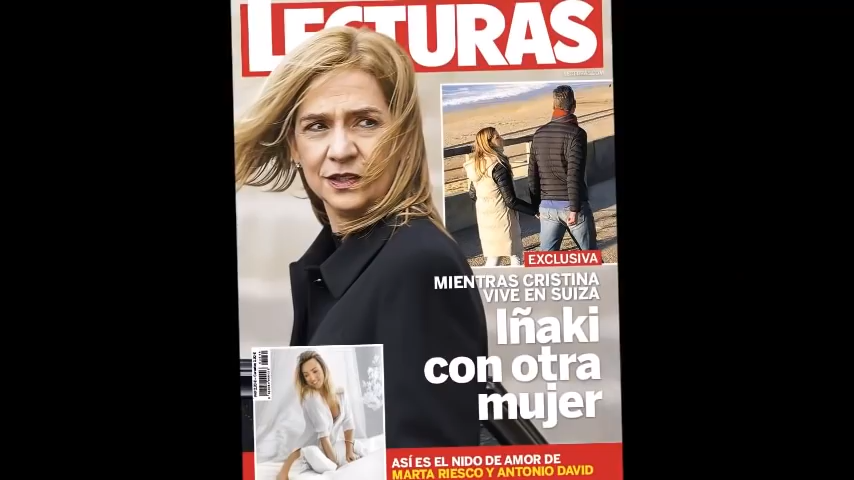 LECTURAS
EXCLUSIVA
MIENTRAS CRISTINA
VIVE EN SUIZA
Iñaki
con otra
mujer
ASÍ ES EL NIDO DE AMOR DE
MARTA RIESCO Y ANTONIO DAVID